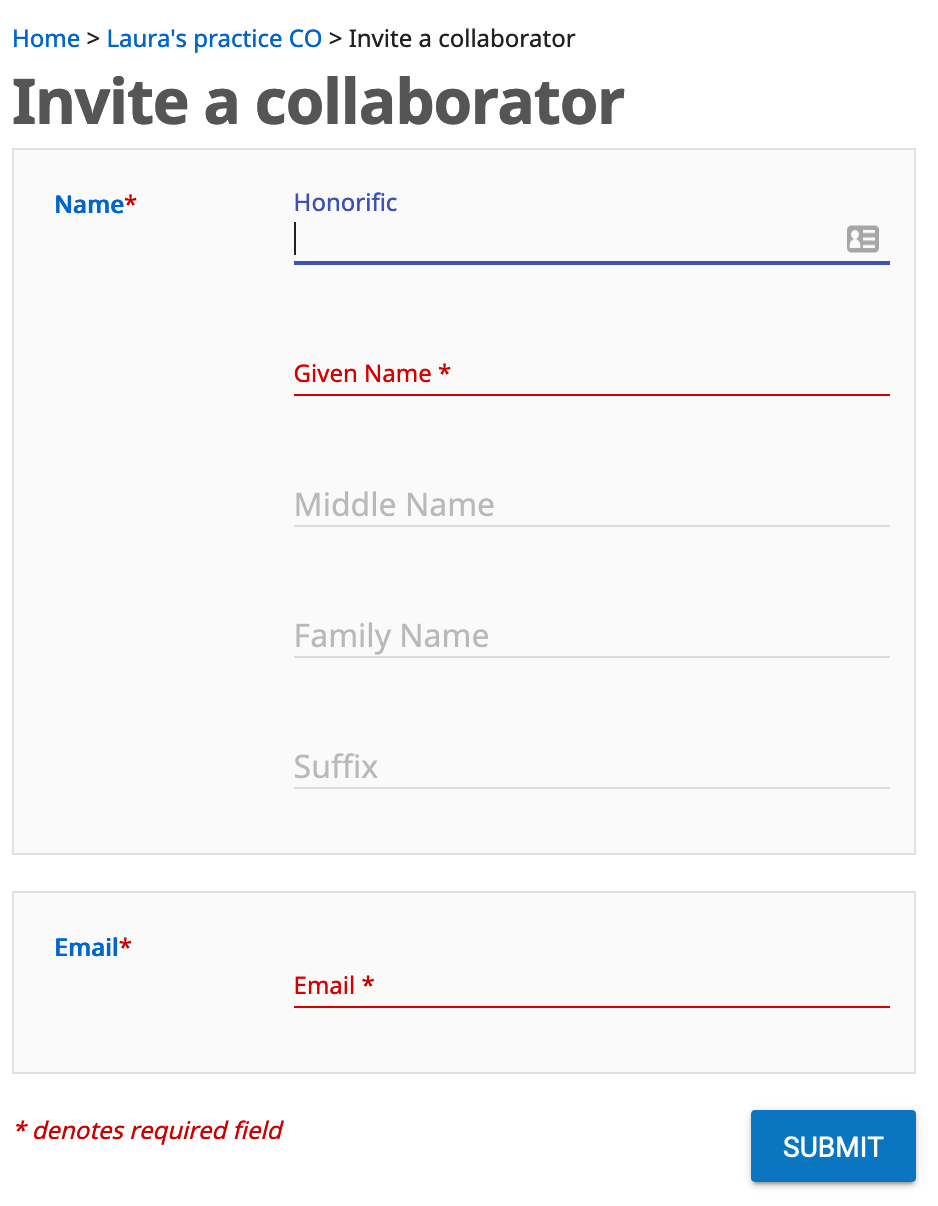 Home > Laura's practice CO > Invite a collaborator
Invite a collaborator
Name*
Honorific
Given Name *
Middle Name
Family Name
Suffix
Email*
Email *
* denotes required field
SUBMIT